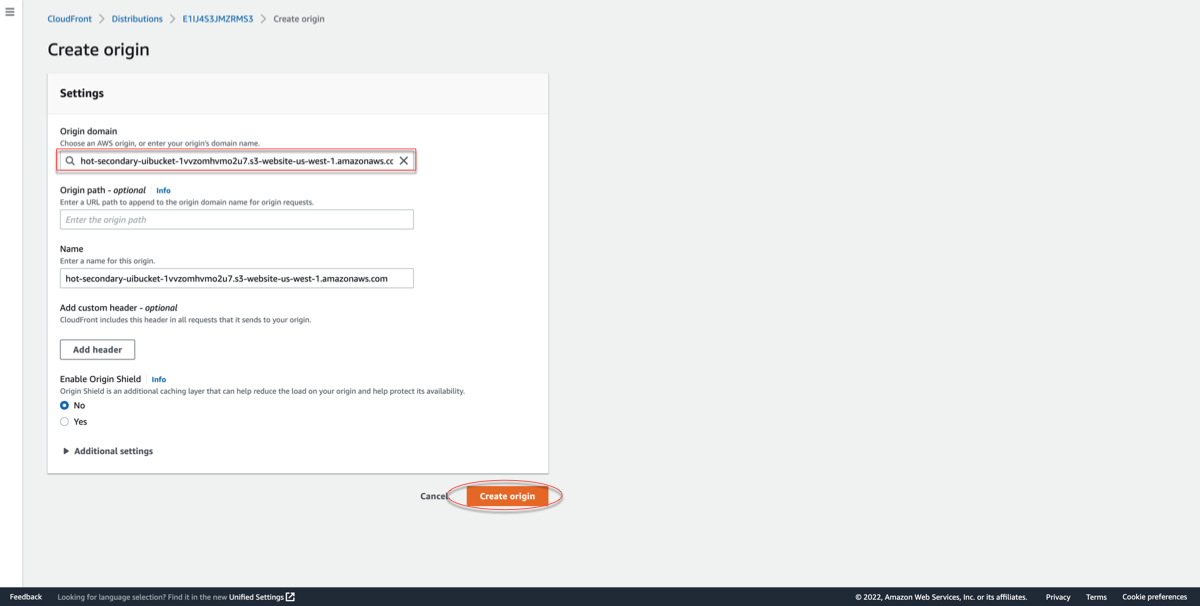 CloudFront > Distributions > E1IJ4S3JMZRMS3 > Create origin
Create origin
Settings
Origin domain
Choose an AWS origin, or enter your origin's domain name.
hot-secondary-uibucket-1vvzomhvmo2u7.s3-website-us-west-1.amazonaws.cc
Origin path - optional Info
Enter a URL path to append to the origin domain name for origin requests.
Enter the origin path
Name
Enter a name for this origin.
hot-secondary-uibucket-1vvzomhvmo2u7.s3-website-us-west-1.amazonaws.com
Add custom header - optional
CloudFront includes this header in all requests that it sends to your origin.
Add header
Enable Origin Shield Info
Origin Shield is an additional caching layer that can help reduce the load on your origin and help protect its availability.
No
Yes
Additional settings
Cancel Create origin
Feedback Looking for language selection? Find it in the new Unified Settings © 2022, Amazon Web Services, Inc. or its affiliates. Privacy Terms Cookie preferences